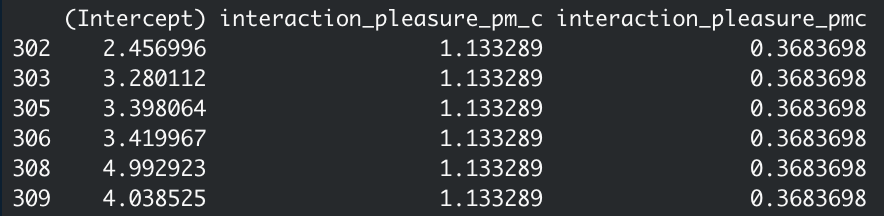 (Intercept) interaction_pleasure_pm_c interaction_pleasure_pmc
302 2.456996 1.133289 0.3683698
303 3.280112 1.133289 0.3683698
305 3.398064 1.133289 0.3683698
306 3.419967 1.133289 0.3683698
308 4.992923 1.133289 0.3683698
309 4.038525 1.133289 0.3683698